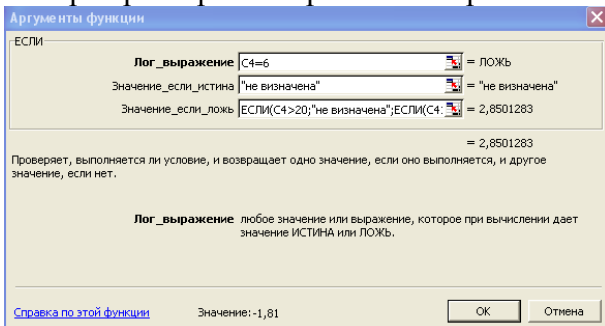 Аргументы функции
ЕСЛИ
Лог_выражение C4=6 = ЛОЖЬ
Значение_если_истина "не визначена" = "не визначена"
Значение_если_ложь ЕСЛИ(C4>20;"не визначена";ЕСЛИ(C4: = 2,8501283
= 2,8501283
Проверяет, выполняется ли условие, и возвращает одно значение, если оно выполняется, и другое
значение, если нет.
Лог_выражение любое значение или выражение, которое при вычислении дает
значение ИСТИНА или ЛОЖЬ.
Справка по этой функции Значение:-1,81 ОК Отмена